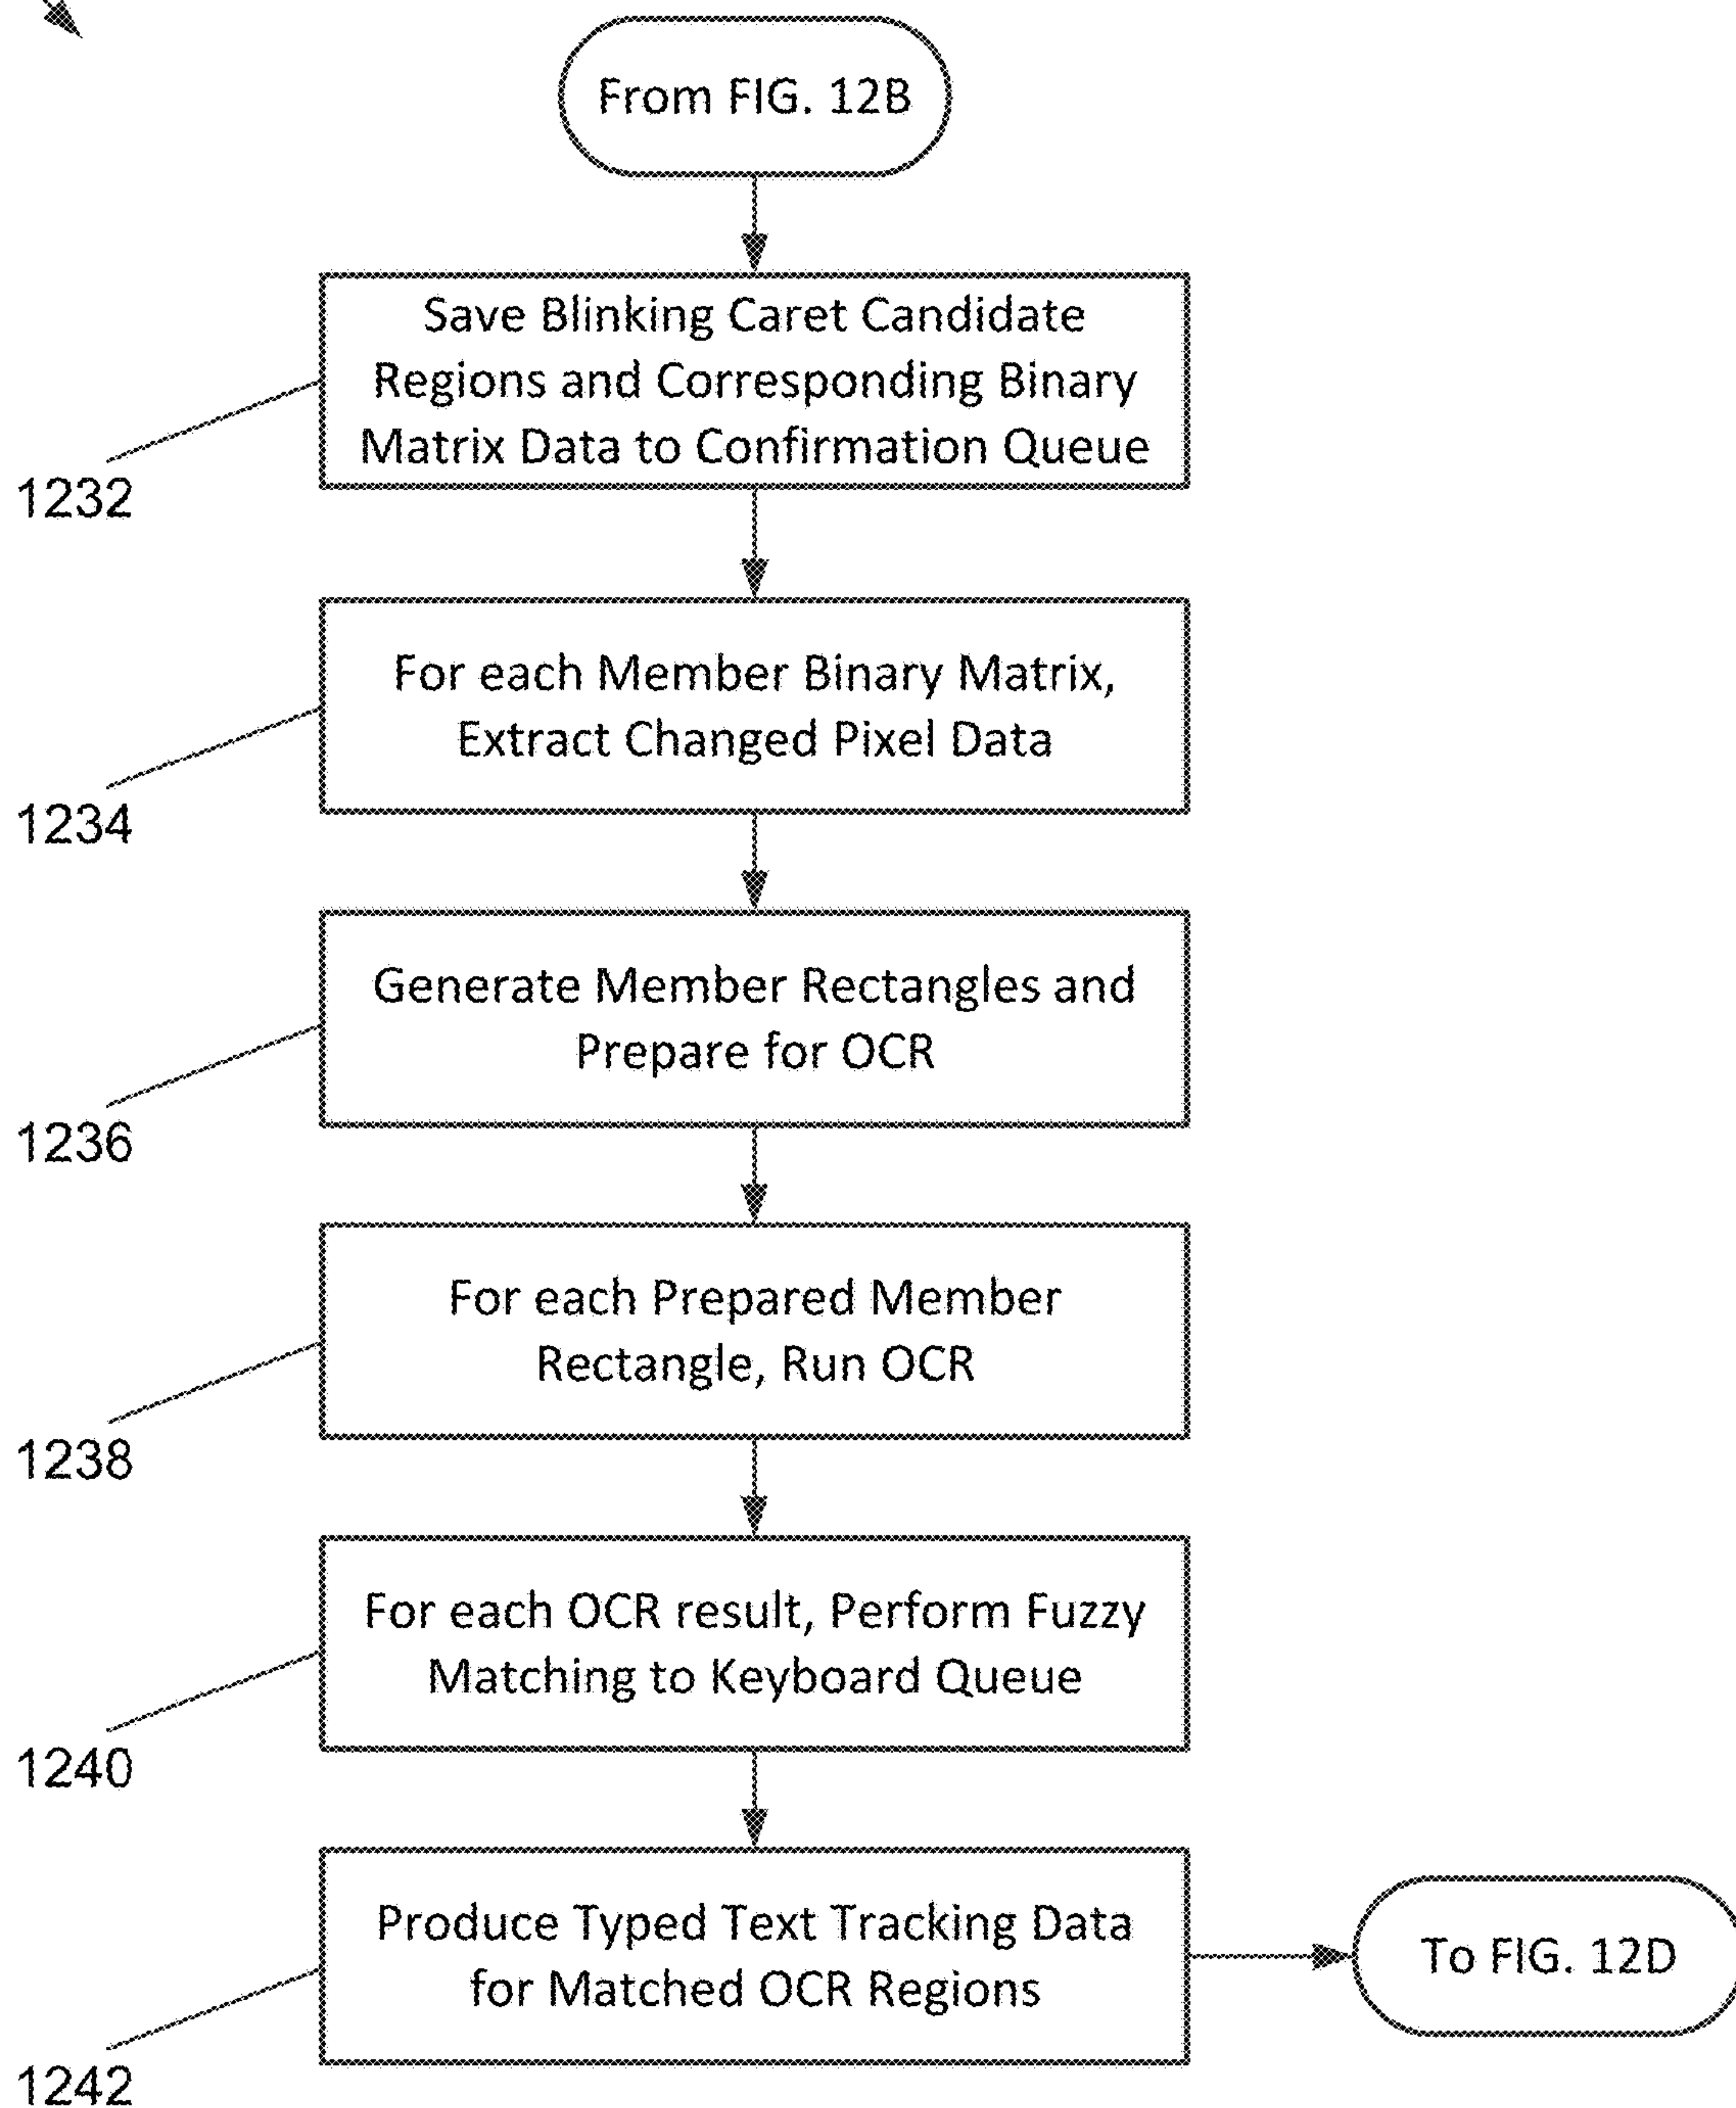 From FIG. 12B
Save Blinking Caret Candidate
Regions and Corresponding Binary
Matrix Data to Confirmation Queue
1232
For each Member Binary Matrix,
Extract Changed Pixel Data
1234
Generate Member Rectangles and
Prepare for OCR
1236
For each Prepared Member
Rectangle, Run OCR
1238
For each OCR result, Perform Fuzzy
Matching to Keyboard Queue
1240
Produce Typed Text Tracking Data
for Matched OCR Regions
1242
To FIG. 12D